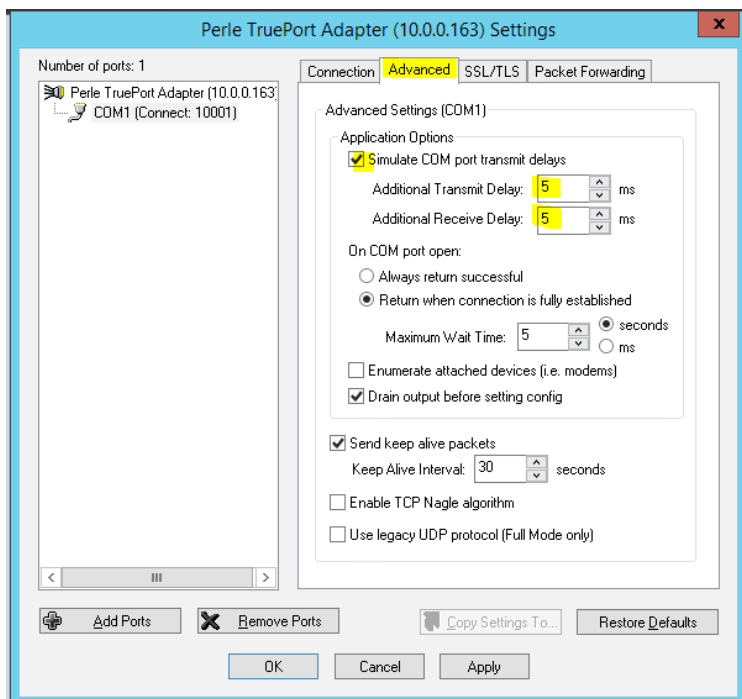 Perle TruePort Adapter (10.0.0.163) Settings
x
Number of ports: 1
Perle TruePort Adapter (10.0.0.163)
COM1 (Connect: 10001)
Connection
Advanced
SSL/TLS
Packet Forwarding
Advanced Settings (COM1)
Application Options
Simulate COM port transmit delays
Additional Transmit Delay: 5 ms
Additional Receive Delay: 5 ms
On COM port open:
Always return successful
Return when connection is fully established
Maximum Wait Time: 5 seconds
ms
Enumerate attached devices (i.e. modems)
Drain output before setting config
Send keep alive packets
Keep Alive Interval: 30 seconds
Enable TCP Nagle algorithm
Use legacy UDP protocol (Full Mode only)
Add Ports
Remove Ports
Copy Settings To...
Restore Defaults
OK
Cancel
Apply